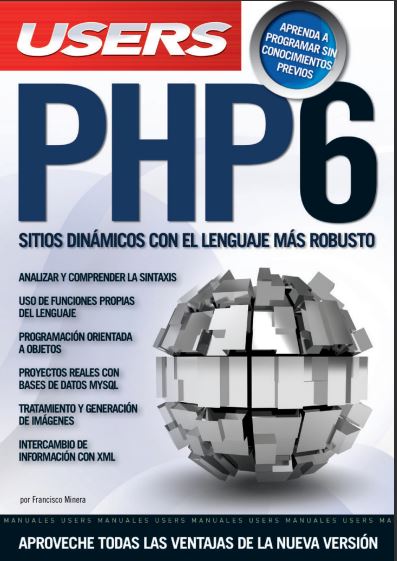 USERS
APRENDA A
PROGRAMAR SIN
CONOCIMIENTOS
PREVIOS
PHP6
SITIOS DINÁMICOS CON EL LENGUAJE MÁS ROBUSTO
ANALIZAR Y COMPRENDER LA SINTAXIS
USO DE FUNCIONES PROPIAS
DEL LENGUAJE
PROGRAMACIÓN ORIENTADA
A OBJETOS
PROYECTOS REALES CON
BASES DE DATOS MYSQL
TRATAMIENTO Y GENERACIÓN
DE IMÁGENES
INTERCAMBIO DE
INFORMACIÓN CON XML
por Francisco Minera
MANUALES USERS MANUALES USERS MANUALES USERS MANUALES USERS MA
APROVECHE TODAS LAS VENTAJAS DE LA NUEVA VERSIÓN